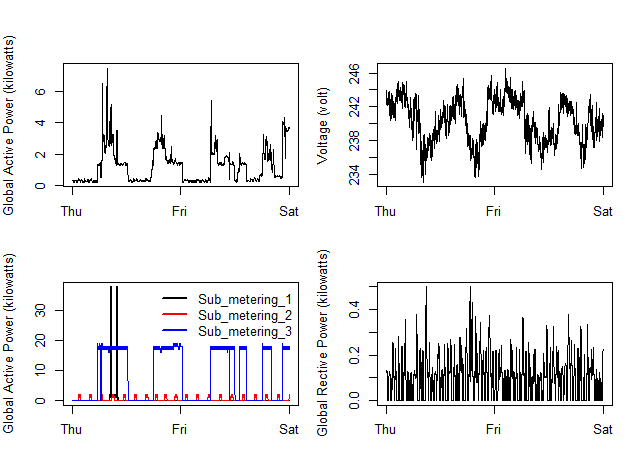 Global Active Power (kilowatts)
6
4
2
0
Thu
Fri
Sat
Voltage (volt)
246
242
238
234
Thu
Fri
Sat
Global Active Power (kilowatts)
30
20
10
0
Sub_metering_1
Sub_metering_2
Sub_metering_3
Thu
Fri
Sat
Global Rective Power (kilowatts)
0.4
0.2
0.0
Thu
Fri
Sat